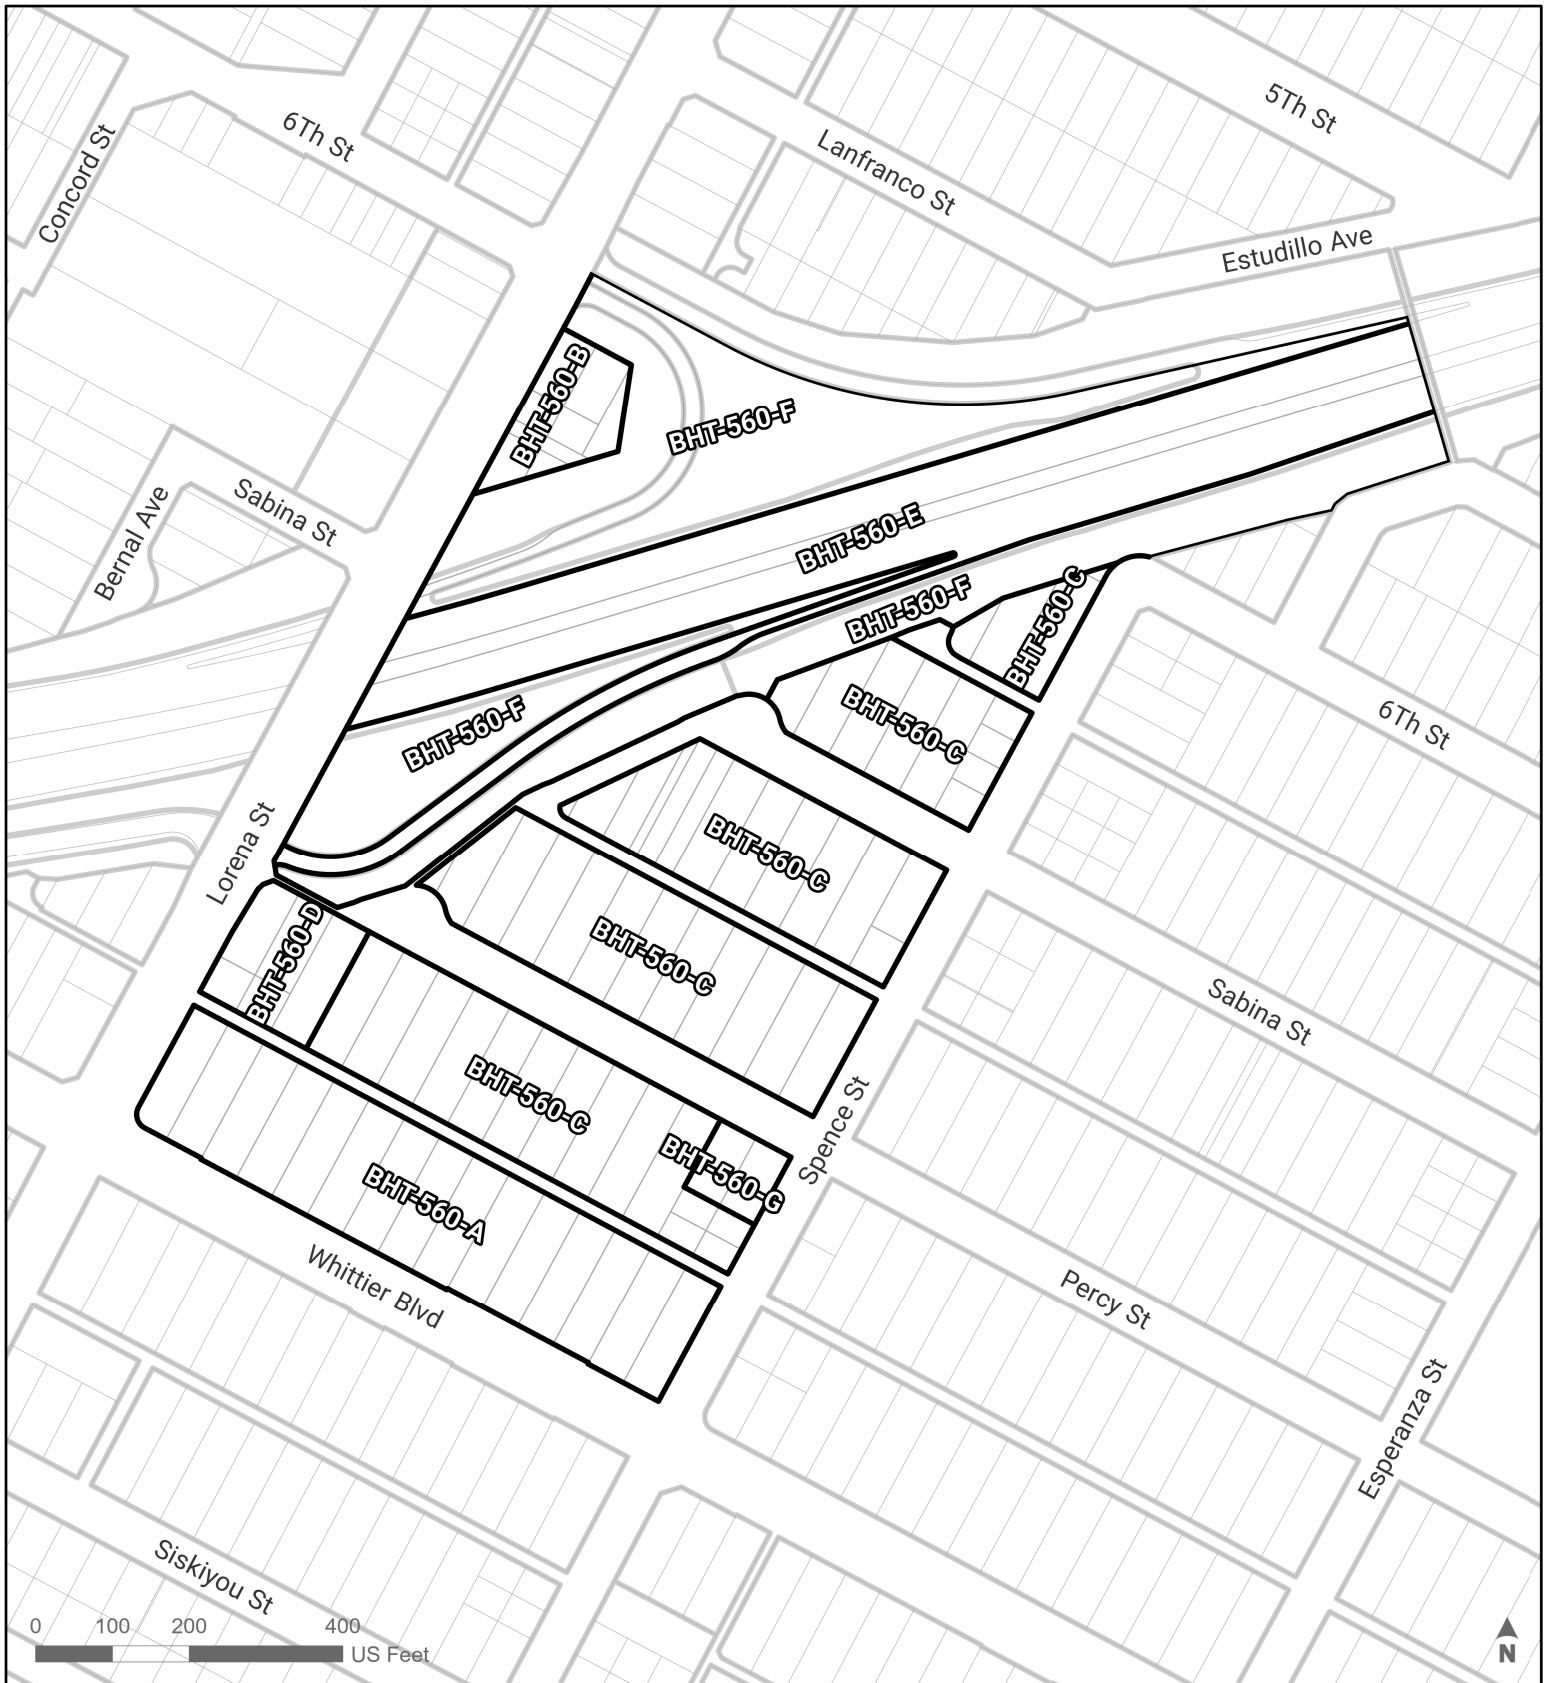 5Th St
6Th St
Lanfranco St
Concord St
Estudillo Ave
BHT-560-B
BHT-560-F
Sabina St
Bernal Ave
BHT-560-E
BHT-560-F
BHT-560-C
BHT-560-C
BHT-560-F
6Th St
Lorena St
BHT-560-C
BHT-560-D
BHT-560-C
Sabina St
BHT-560-C
Spence St
BHT-560-G
BHT-560-A
Whittier Blvd
Percy St
Esperanza St
Siskiyou St
0 100 200 400
US Feet
N